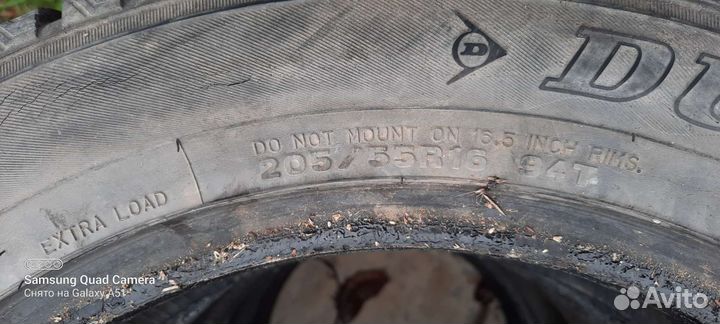 D
DU
DO NOT MOUNT ON 16.5 INCH RIMS.
205/55R16 94T
EXTRA LOAD
Samsung Quad Camera
Снято на Galaxy A51
Avito